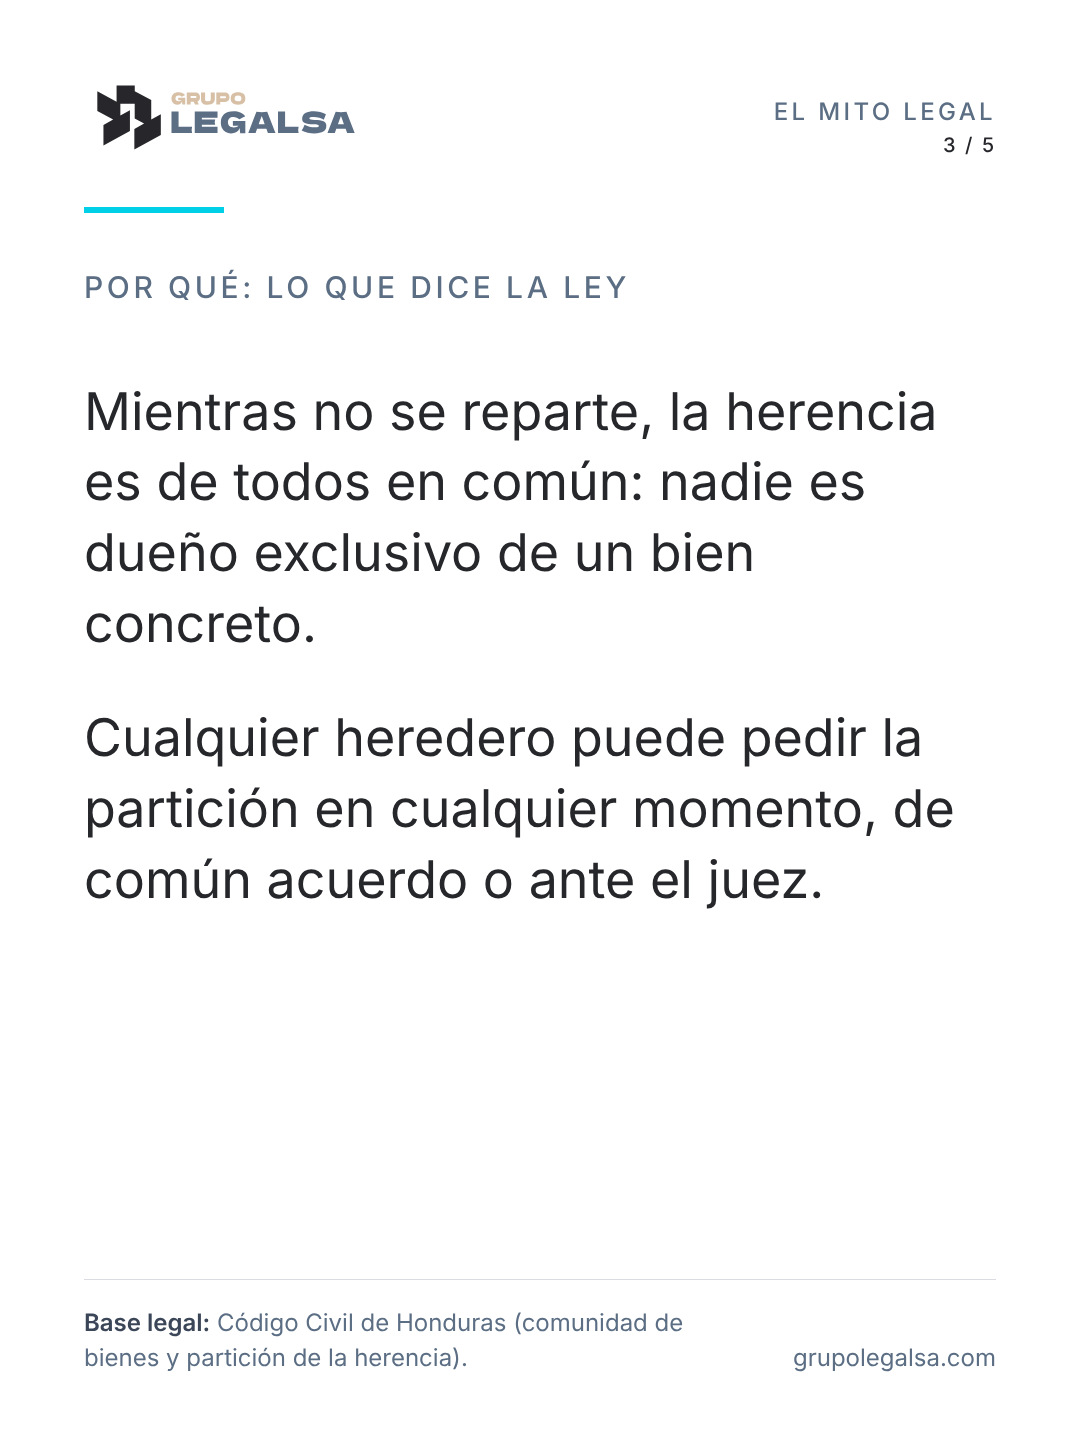 GRUPO
LEGALSA
EL MITO LEGAL
3 / 5
POR QUÉ: LO QUE DICE LA LEY
Mientras no se reparte, la herencia
es de todos en común: nadie es
dueño exclusivo de un bien
concreto.
Cualquier heredero puede pedir la
partición en cualquier momento, de
común acuerdo o ante el juez.
Base legal: Código Civil de Honduras (comunidad de
bienes y partición de la herencia).
grupolegalsa.com